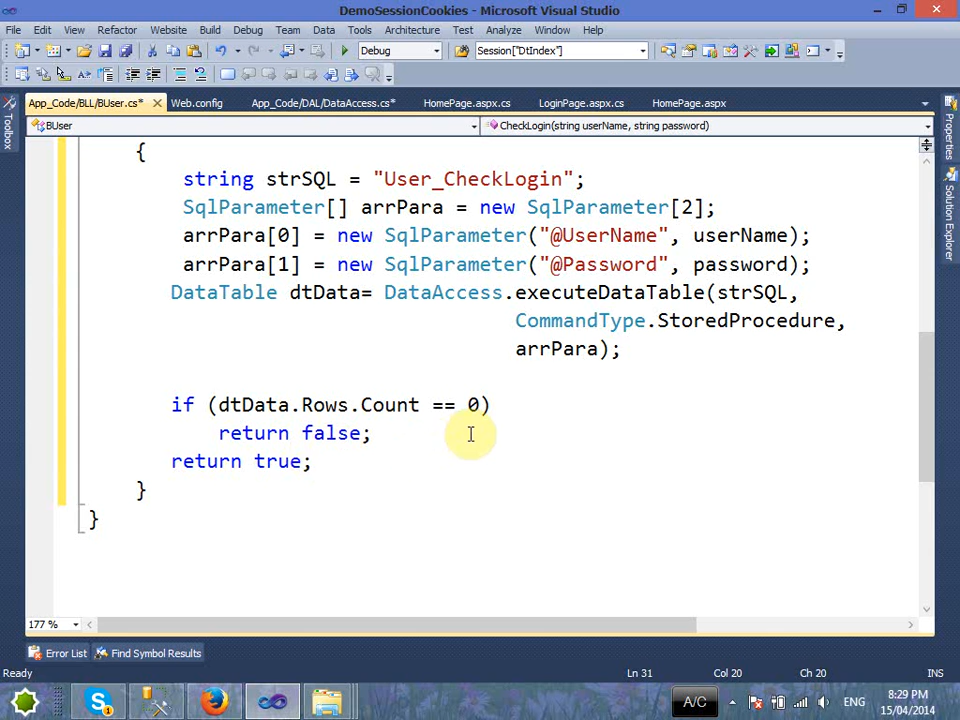 DemoSessionCookies - Microsoft Visual Studio
File Edit View Refactor Website Build Debug Team Data Tools Architecture Test Analyze Window Help
Debug Session["DtIndex"]
App_Code/BLL/BUser.cs* Web.config App_Code/DAL/DataAccess.cs* HomePage.aspx.cs LoginPage.aspx.cs HomePage.aspx
BUser CheckLogin(string userName, string password)
Toolbox
Properties
Solution Explorer
{
string strSQL = "User_CheckLogin";
SqlParameter[] arrPara = new SqlParameter[2];
arrPara[0] = new SqlParameter("@UserName", userName);
arrPara[1] = new SqlParameter("@Password", password);
DataTable dtData= DataAccess.executeDataTable(strSQL,
CommandType.StoredProcedure,
arrPara);
if (dtData.Rows.Count == 0)
return false;
return true;
}
}
177 %
Error List Find Symbol Results
Ready Ln 31 Col 20 Ch 20 INS
A/C ENG 8:29 PM
15/04/2014